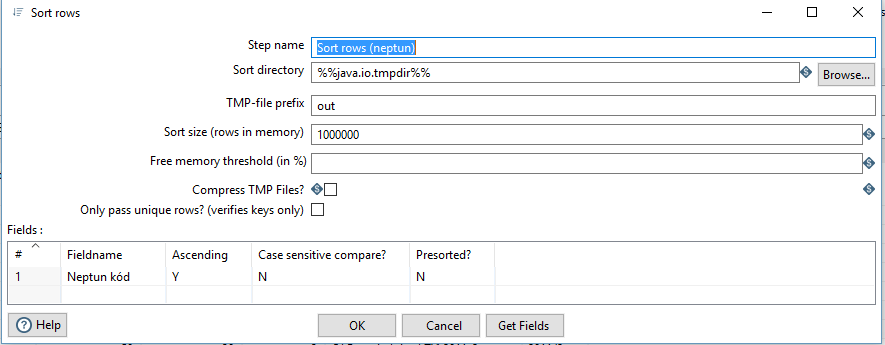 Sort rows
Step name Sort rows (neptun)
Sort directory %%java.io.tmpdir%% Browse...
TMP-file prefix out
Sort size (rows in memory) 1000000
Free memory threshold (in %)
Compress TMP Files?
Only pass unique rows? (verifies keys only)
Fields :
# Fieldname Ascending Case sensitive compare? Presorted?
1 Neptun kód Y N N
Help OK Cancel Get Fields